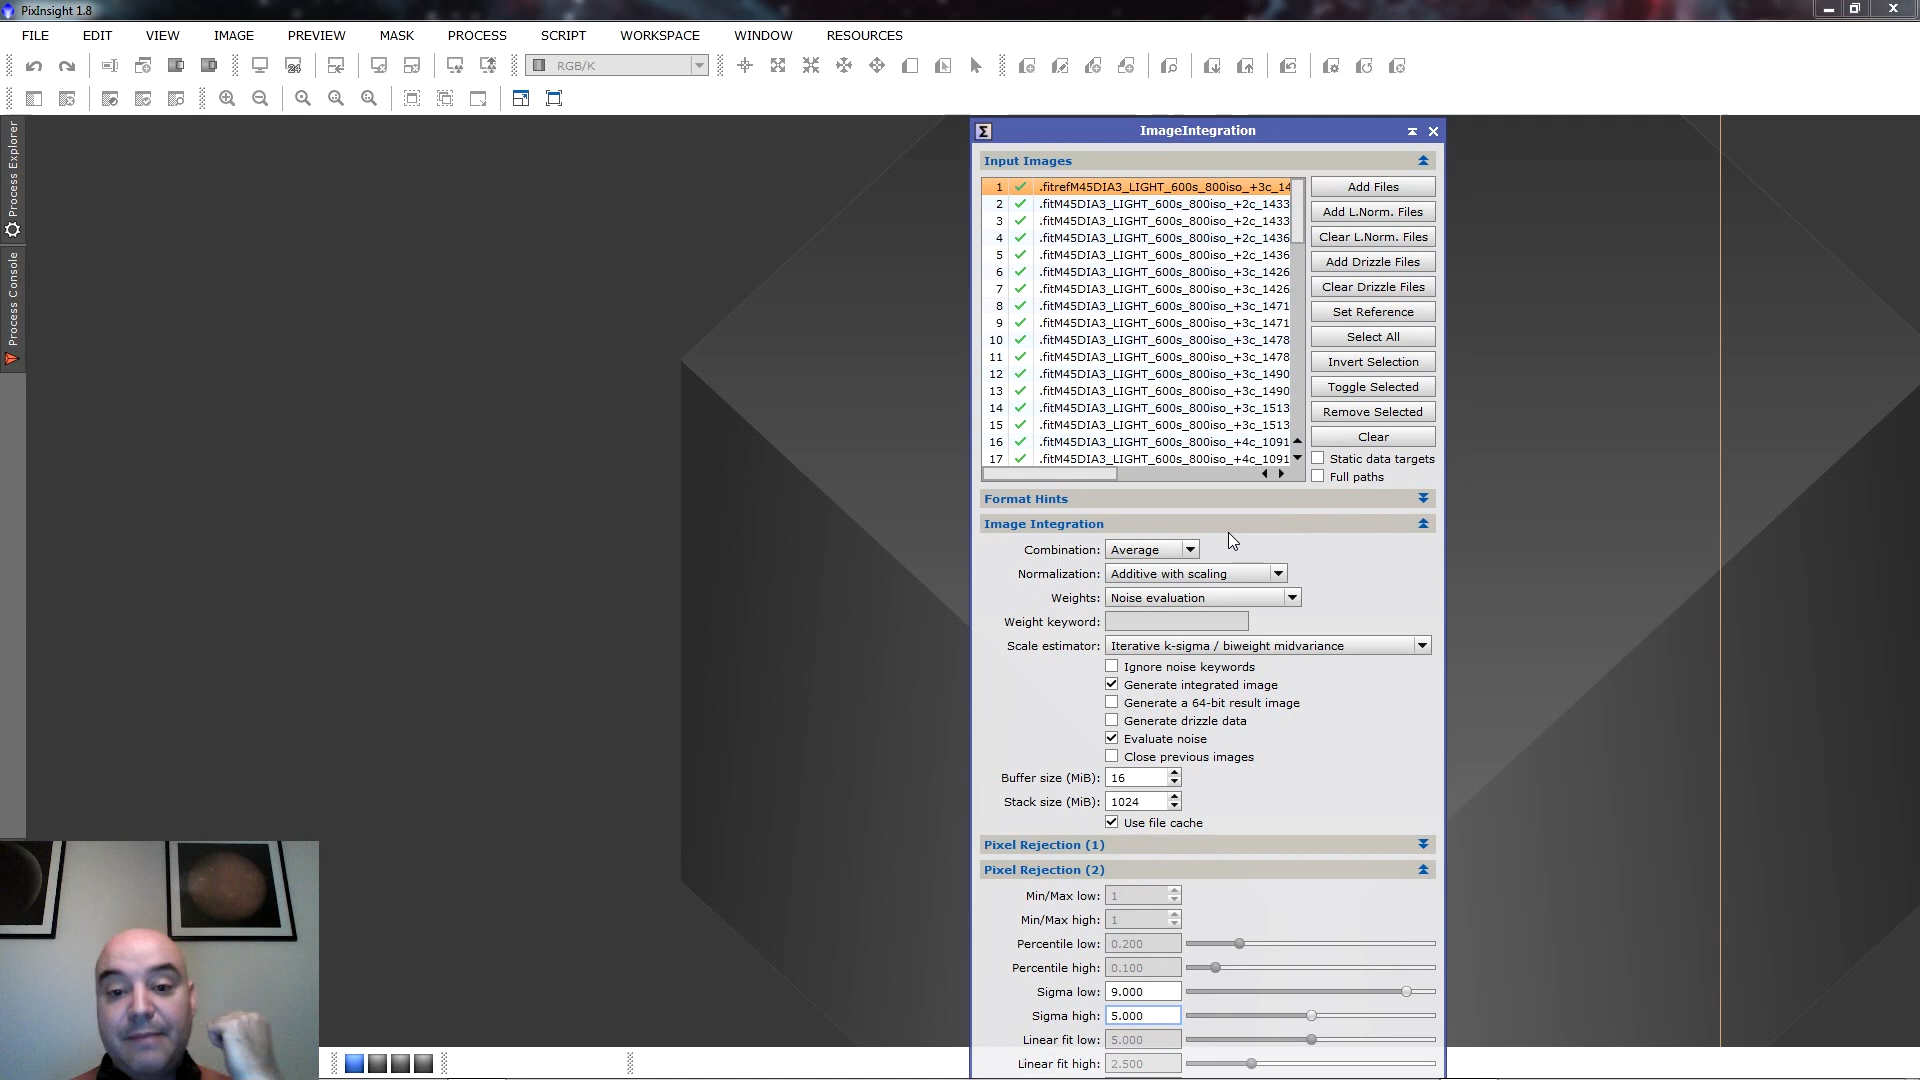 PixInsight 1.8
FILE EDIT VIEW IMAGE PREVIEW MASK PROCESS SCRIPT WORKSPACE WINDOW RESOURCES
24
RGB/K
Process Explorer
Process Console
Σ ImageIntegration
Input Images
1 .fitrefM45DIA3_LIGHT_600s_800iso_+3c_14
2 .fitM45DIA3_LIGHT_600s_800iso_+2c_1433
3 .fitM45DIA3_LIGHT_600s_800iso_+2c_1433
4 .fitM45DIA3_LIGHT_600s_800iso_+2c_1436
5 .fitM45DIA3_LIGHT_600s_800iso_+2c_1436
6 .fitM45DIA3_LIGHT_600s_800iso_+3c_1426
7 .fitM45DIA3_LIGHT_600s_800iso_+3c_1426
8 .fitM45DIA3_LIGHT_600s_800iso_+3c_1471
9 .fitM45DIA3_LIGHT_600s_800iso_+3c_1471
10 .fitM45DIA3_LIGHT_600s_800iso_+3c_1478
11 .fitM45DIA3_LIGHT_600s_800iso_+3c_1478
12 .fitM45DIA3_LIGHT_600s_800iso_+3c_1490
13 .fitM45DIA3_LIGHT_600s_800iso_+3c_1490
14 .fitM45DIA3_LIGHT_600s_800iso_+3c_1513
15 .fitM45DIA3_LIGHT_600s_800iso_+3c_1513
16 .fitM45DIA3_LIGHT_600s_800iso_+4c_1091
17 .fitM45DIA3_LIGHT_600s_800iso_+4c_1091
Add Files
Add L.Norm. Files
Clear L.Norm. Files
Add Drizzle Files
Clear Drizzle Files
Set Reference
Select All
Invert Selection
Toggle Selected
Remove Selected
Clear
Static data targets
Full paths
Format Hints
Image Integration
Combination: Average
Normalization: Additive with scaling
Weights: Noise evaluation
Weight keyword:
Scale estimator: Iterative k-sigma / biweight midvariance
Ignore noise keywords
Generate integrated image
Generate a 64-bit result image
Generate drizzle data
Evaluate noise
Close previous images
Buffer size (MiB): 16
Stack size (MiB): 1024
Use file cache
Pixel Rejection (1)
Pixel Rejection (2)
Min/Max low: 1
Min/Max high: 1
Percentile low: 0.200
Percentile high: 0.100
Sigma low: 9.000
Sigma high: 5.000
Linear fit low: 5.000
Linear fit high: 2.500